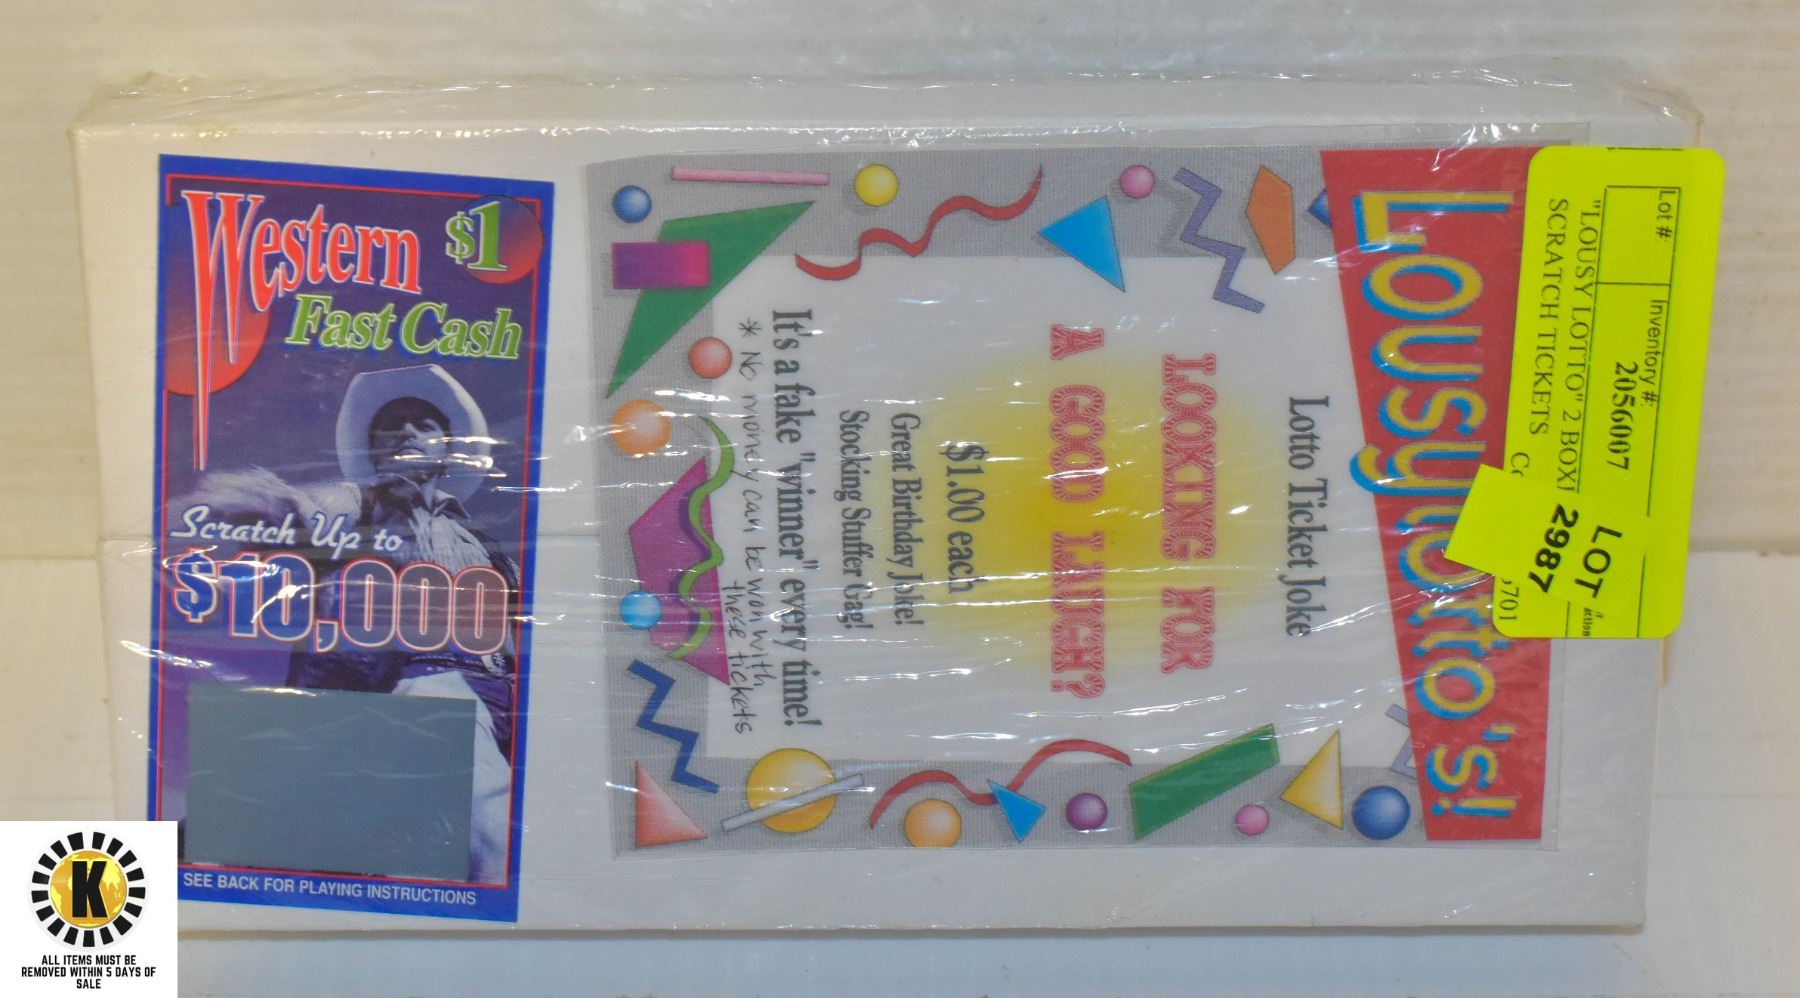 Western
$1
Fast Cash
Scratch Up to
$10,000
SEE BACK FOR PLAYING INSTRUCTIONS
Lousylotto's!
Lotto Ticket Joke
LOOKING FOR
A GOOD LAUGH?
$1.00 each
Great Birthday Joke!
Stocking Stuffer Gag!
It's a fake "winner" every time!
* No money can be won with
these tickets
Lot #:
Inventory #:
2056007
"LOUSY LOTTO" 2 BOX
SCRATCH TICKETS
5701
LOT
2987
K
ALL ITEMS MUST BE
REMOVED WITHIN 5 DAYS OF
SALE